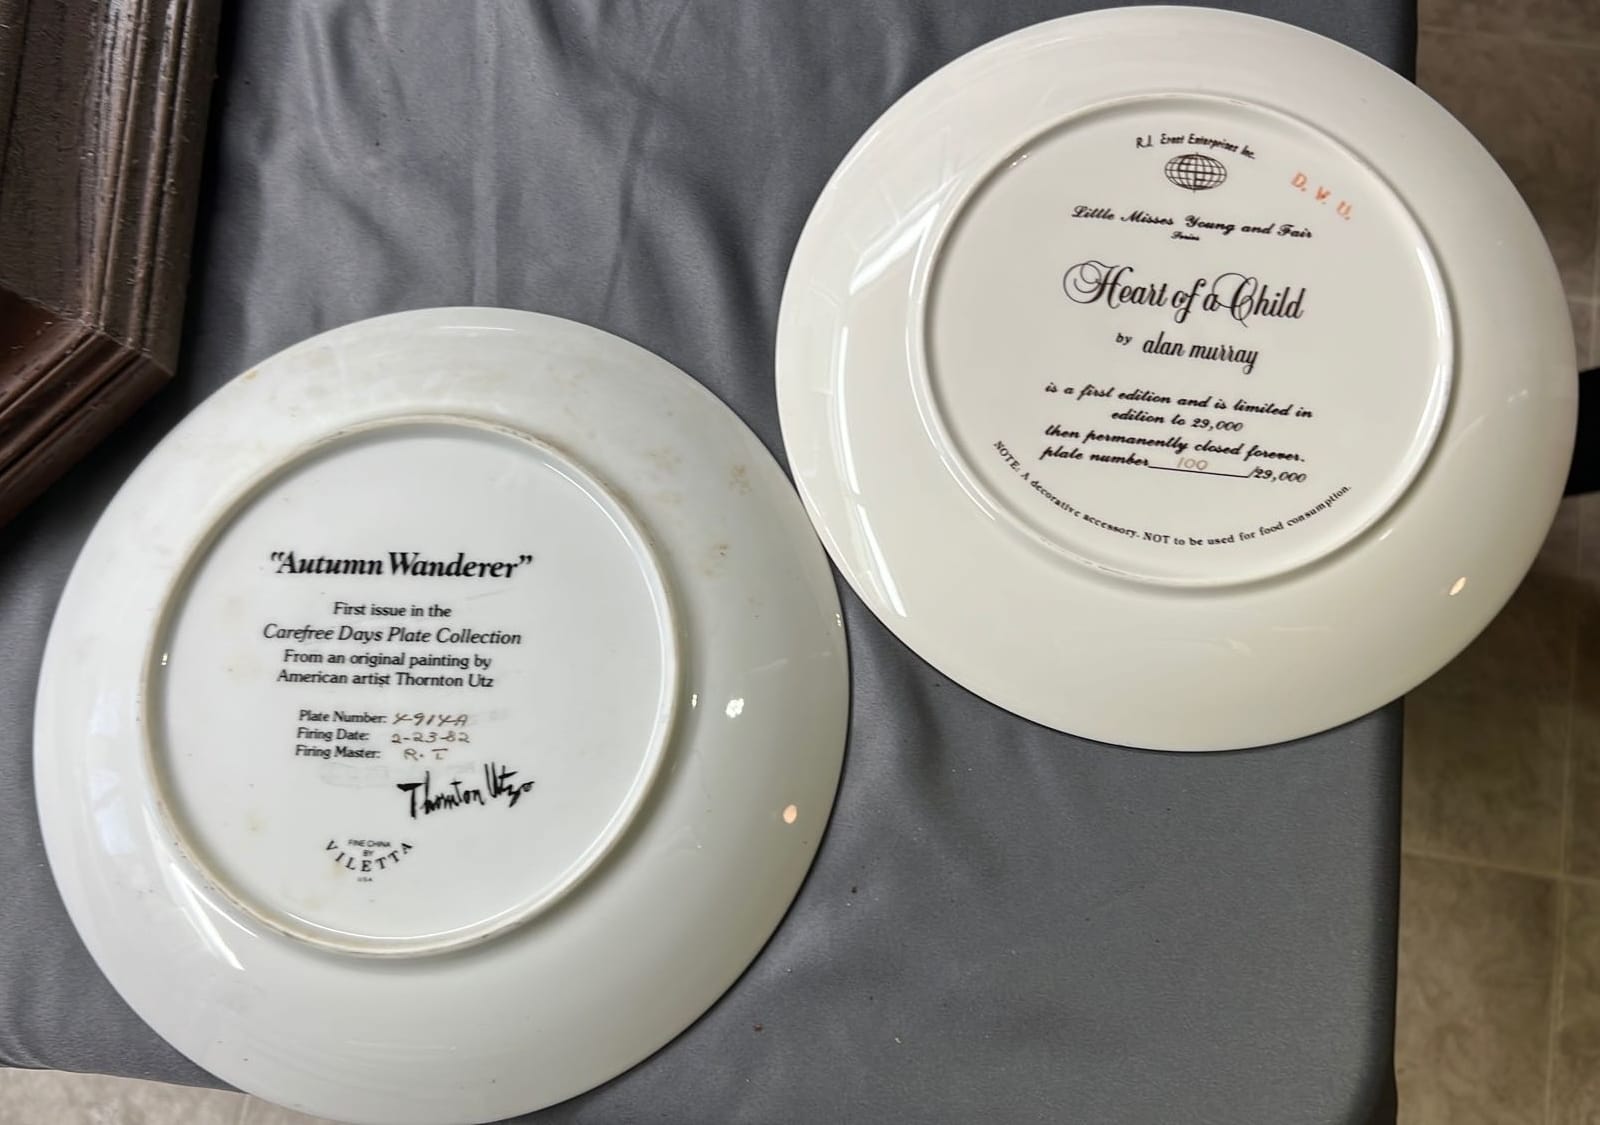 "Autumn Wanderer"
First issue in the
Carefree Days Plate Collection
From an original painting by
American artist Thornton Utz
Plate Number: X914A
Firing Date: 2-23-82
Firing Master: R. I
Thornton Utz
FINE CHINA
BY
VILETTA
USA
R.J. Ernst Enterprises Inc.
D. W. U.
Little Misses Young and Fair
Series
Heart of a Child
by alan murray
is a first edition and is limited in
edition to 29,000
then permanently closed forever.
plate number 100 /29,000
NOTE: A decorative accessory. NOT to be used for food consumption.